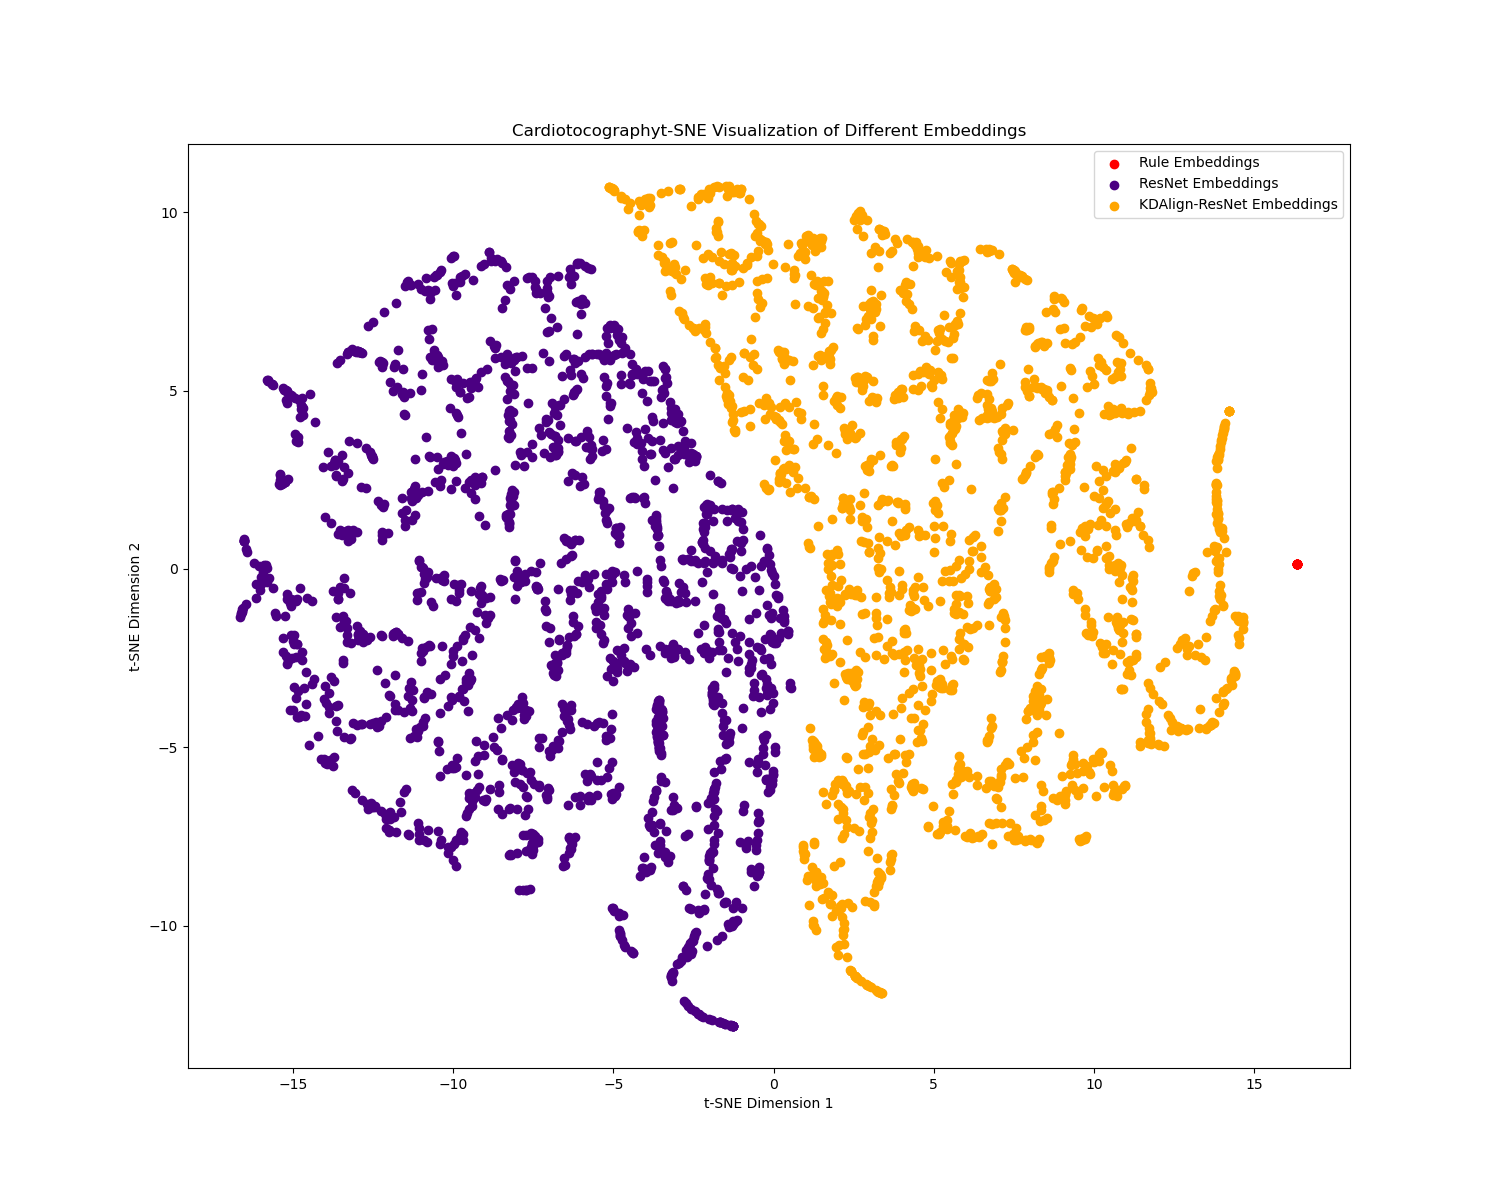 Cardiotocographyt-SNE Visualization of Different Embeddings
Rule Embeddings
ResNet Embeddings
KDAlign-ResNet Embeddings
t-SNE Dimension 2
10
5
0
−5
−10
−15
−10
−5
0
5
10
15
t-SNE Dimension 1